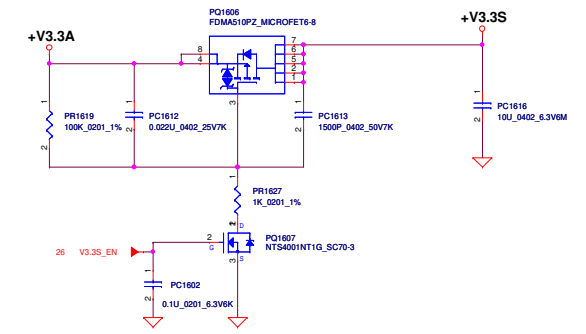 PQ1606
FDMA510PZ_MICROFET6-8
+V3.3A
+V3.3S
8
4
7
6
5
2
1
3
1
PR1619
100K_0201_1%
2
1
PC1612
0.022U_0402_25V7K
2
1
PC1613
1500P_0402_50V7K
2
1
PC1616
10U_0402_6.3V6M
2
1
PR1627
1K_0201_1%
2
1
D
PQ1607
NTS4001NT1G_SC70-3
2
G
3
S
26 V3.3S_EN
1
PC1602
2
0.1U_0201_6.3V6K